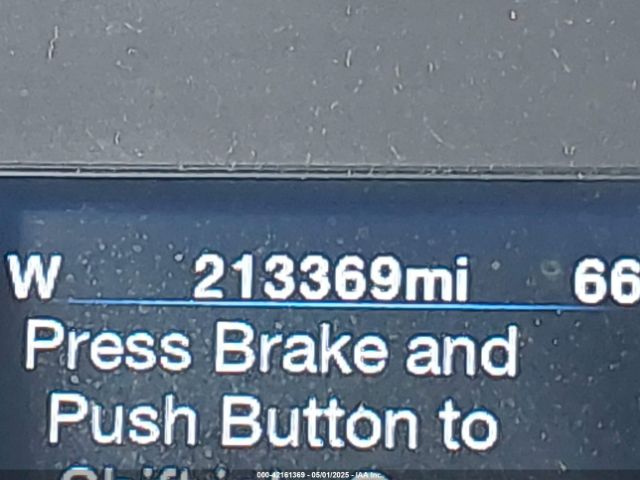 W 213369mi 66
Press Brake and
Push Button to
000-42161369 - 05/01/2025 - IAA Inc.